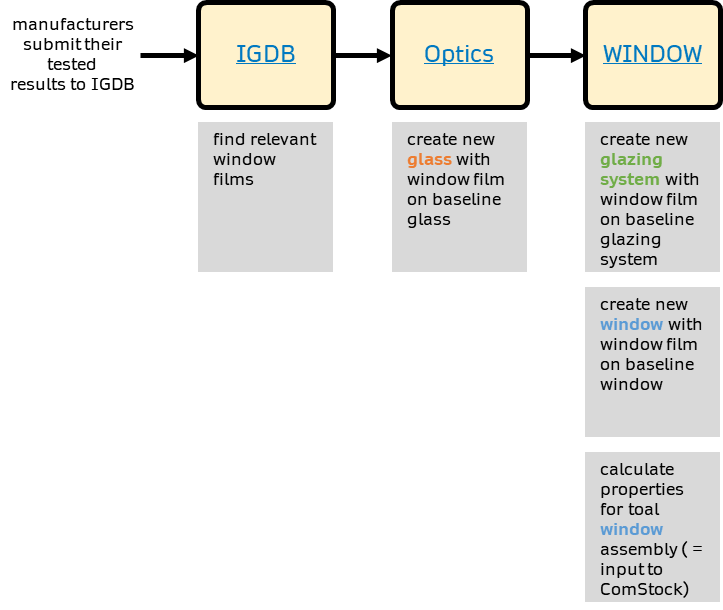 manufacturers
submit their
tested
results to IGDB
IGDB
Optics
WINDOW
find relevant
window
films
create new
glass with
window film
on baseline
glass
create new
glazing
system with
window film
on baseline
glazing
system
create new
window with
window film
on baseline
window
calculate
properties
for toal
window
assembly ( =
input to
ComStock)